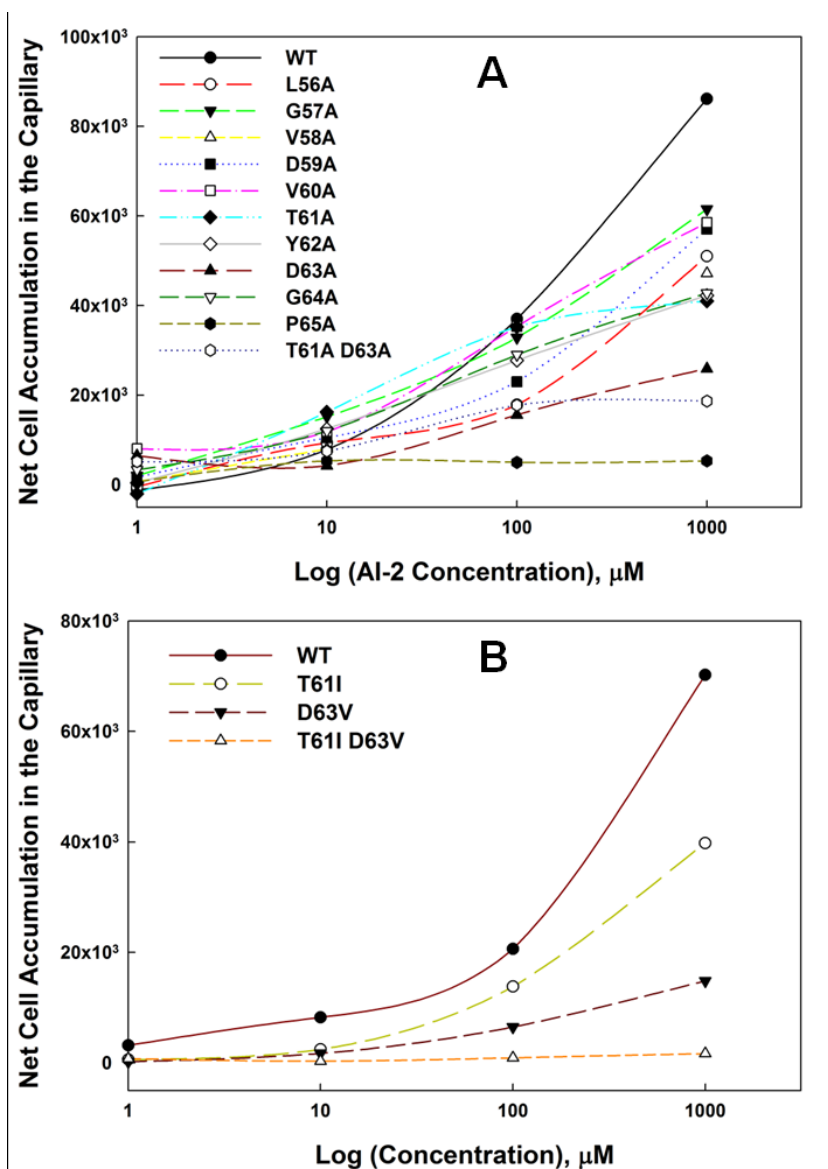 A
100x10³
80x10³
60x10³
40x10³
20x10³
0
Net Cell Accumulation in the Capillary
WT
L56A
G57A
V58A
D59A
V60A
T61A
Y62A
D63A
G64A
P65A
T61A D63A
1 10 100 1000
Log (AI-2 Concentration), μM
B
80x10³
60x10³
40x10³
20x10³
0
Net Cell Accumulation in the Capillary
WT
T61I
D63V
T61I D63V
1 10 100 1000
Log (Concentration), μM